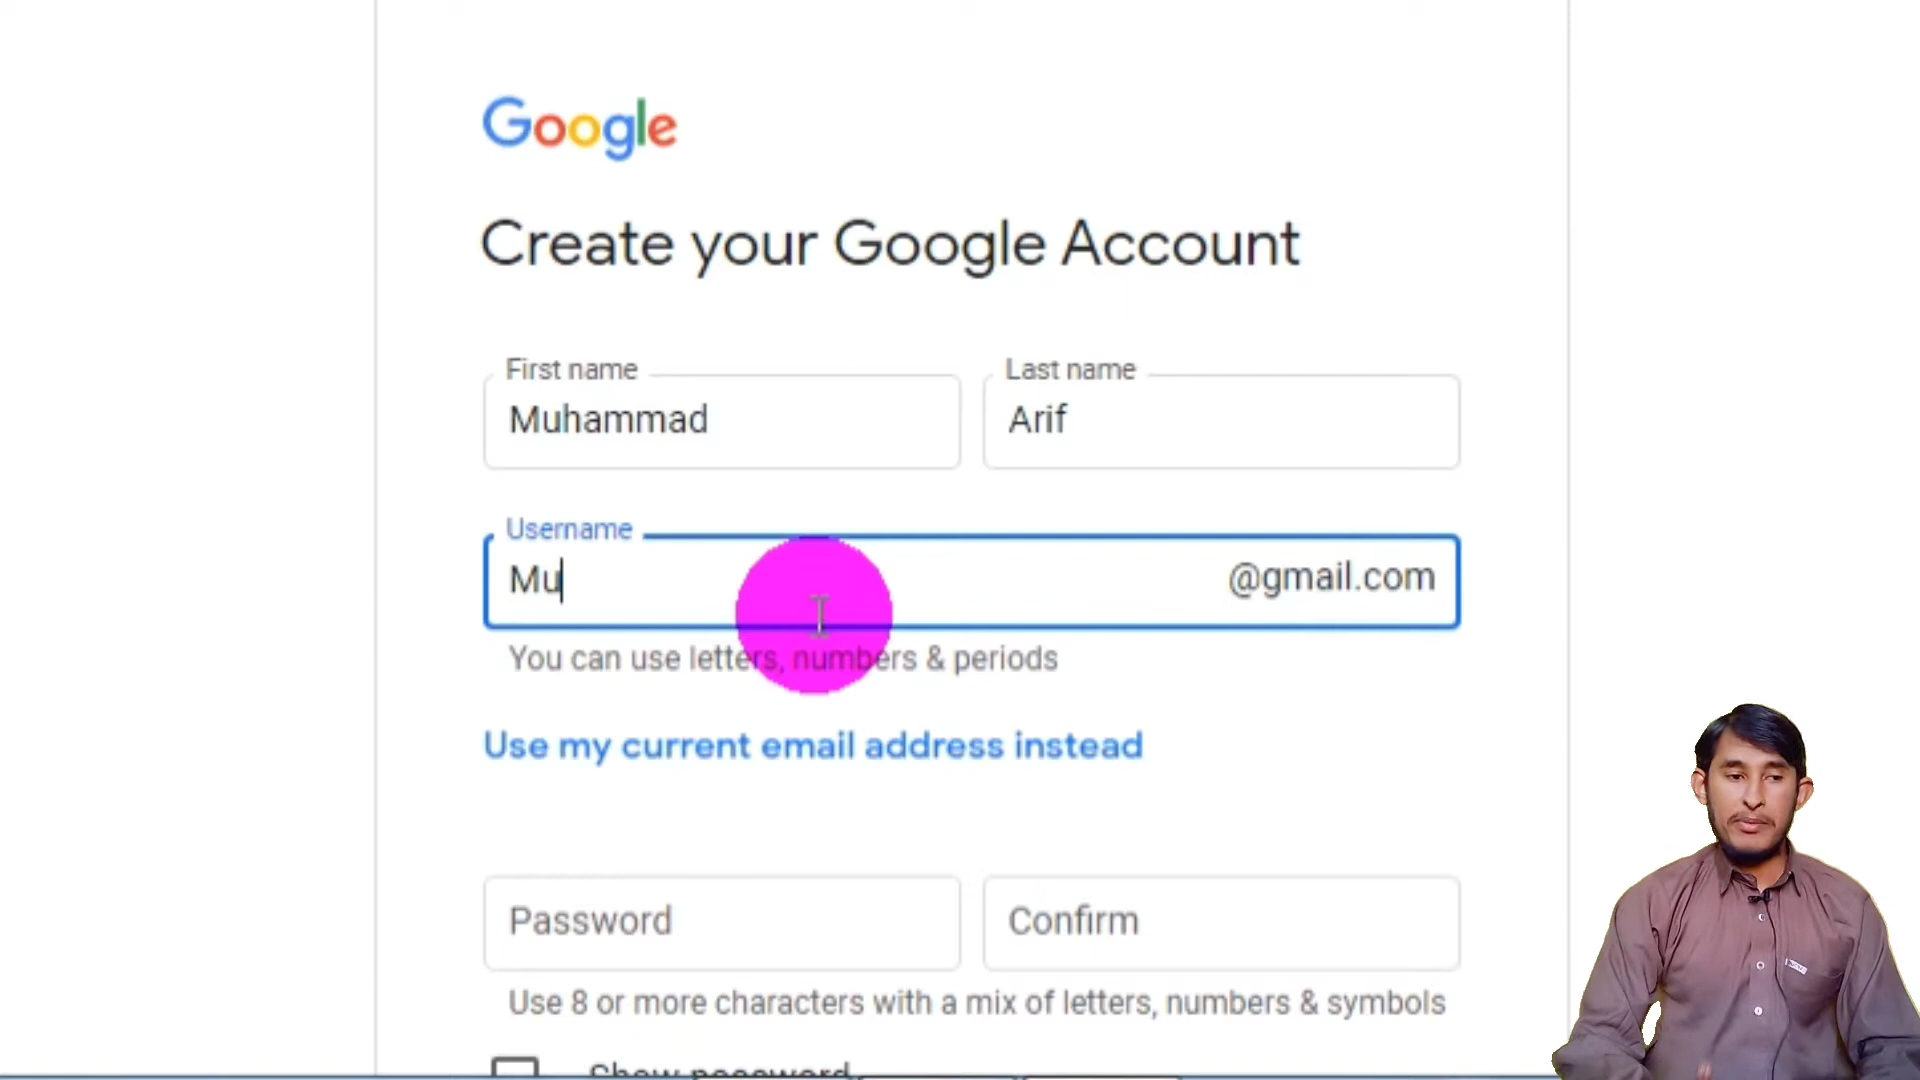 Google
Create your Google Account
First name
Last name
Muhammad
Arif
Username
Mu
@gmail.com
You can use letters, numbers & periods
Use my current email address instead
Password
Confirm
Use 8 or more characters with a mix of letters, numbers & symbols
Show password